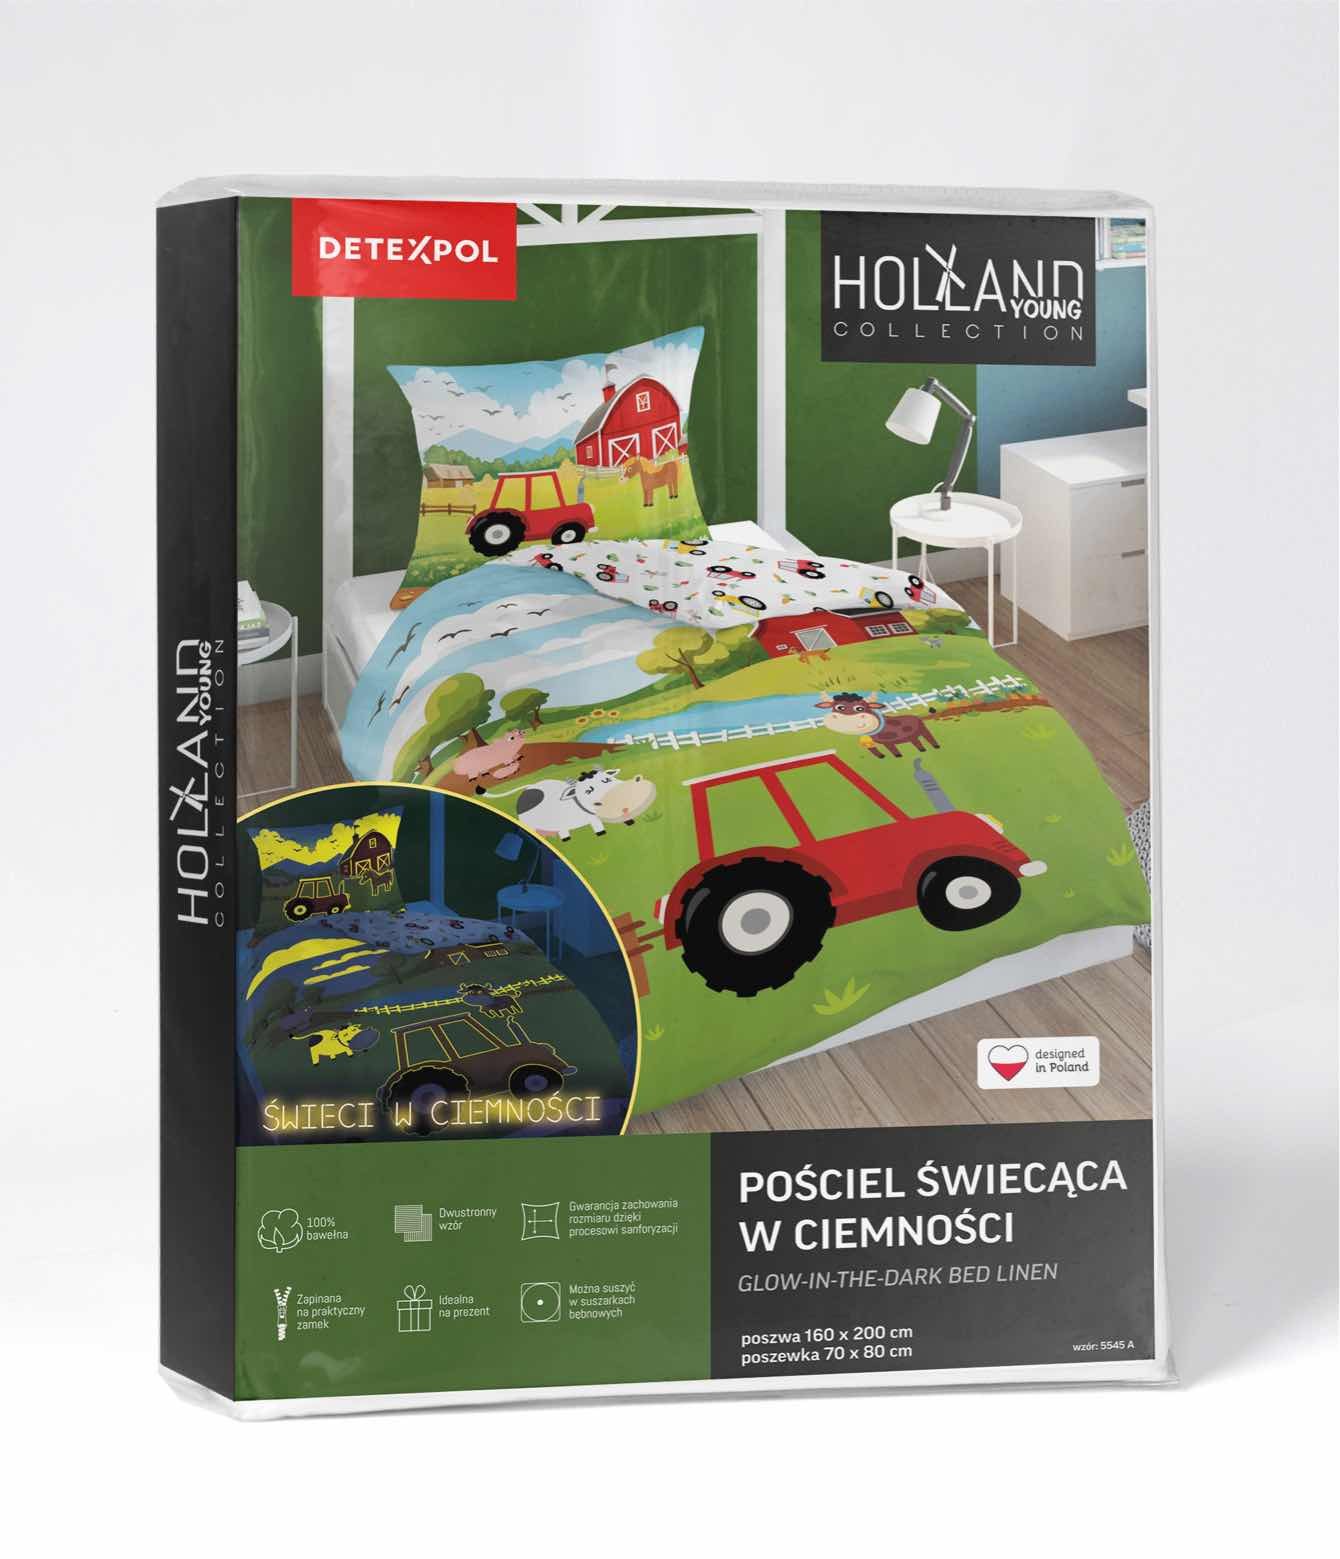 DETEXPOL
HOLLAND
YOUNG
COLLECTION
HOLLAND
YOUNG
COLLECTION
ŚWIECI W CIEMNOŚCI
designed
in Poland
100%
bawełna
Dwustronny
wzór
Gwarancja zachowania
rozmiaru dzięki
procesowi sanforyzacji
Zapinana
na praktyczny
zamek
Idealna
na prezent
Można suszyć
w suszarkach
bębnowych
POŚCIEL ŚWIECĄCA
W CIEMNOŚCI
GLOW-IN-THE-DARK BED LINEN
poszwa 160 x 200 cm
poszewka 70 x 80 cm
wzór: 5545 A